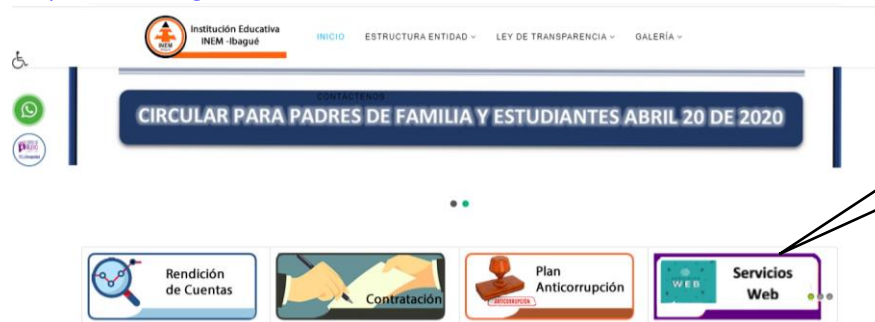 Institución Educativa
INEM -Ibagué
INICIO ESTRUCTURA ENTIDAD LEY DE TRANSPARENCIA GALERÍA
CONTÁCTENOS
CIRCULAR PARA PADRES DE FAMILIA Y ESTUDIANTES ABRIL 20 DE 2020
Rendición
de Cuentas
Contratación
ANTICORRUPCIÓN
Plan
Anticorrupción
WEB
Servicios
Web